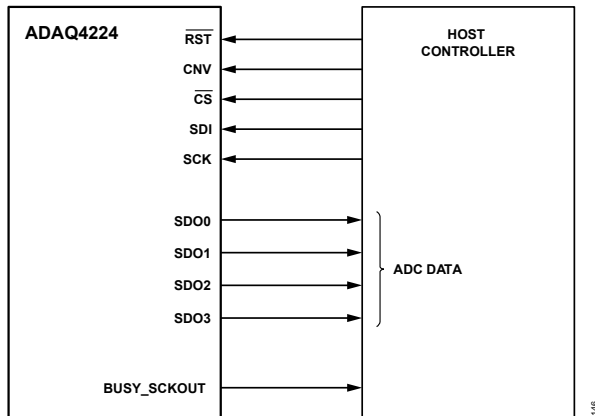 ADAQ4224
HOST
CONTROLLER
RST
CNV
CS
SDI
SCK
SDO0
SDO1
SDO2
SDO3
ADC DATA
BUSY_SCKOUT